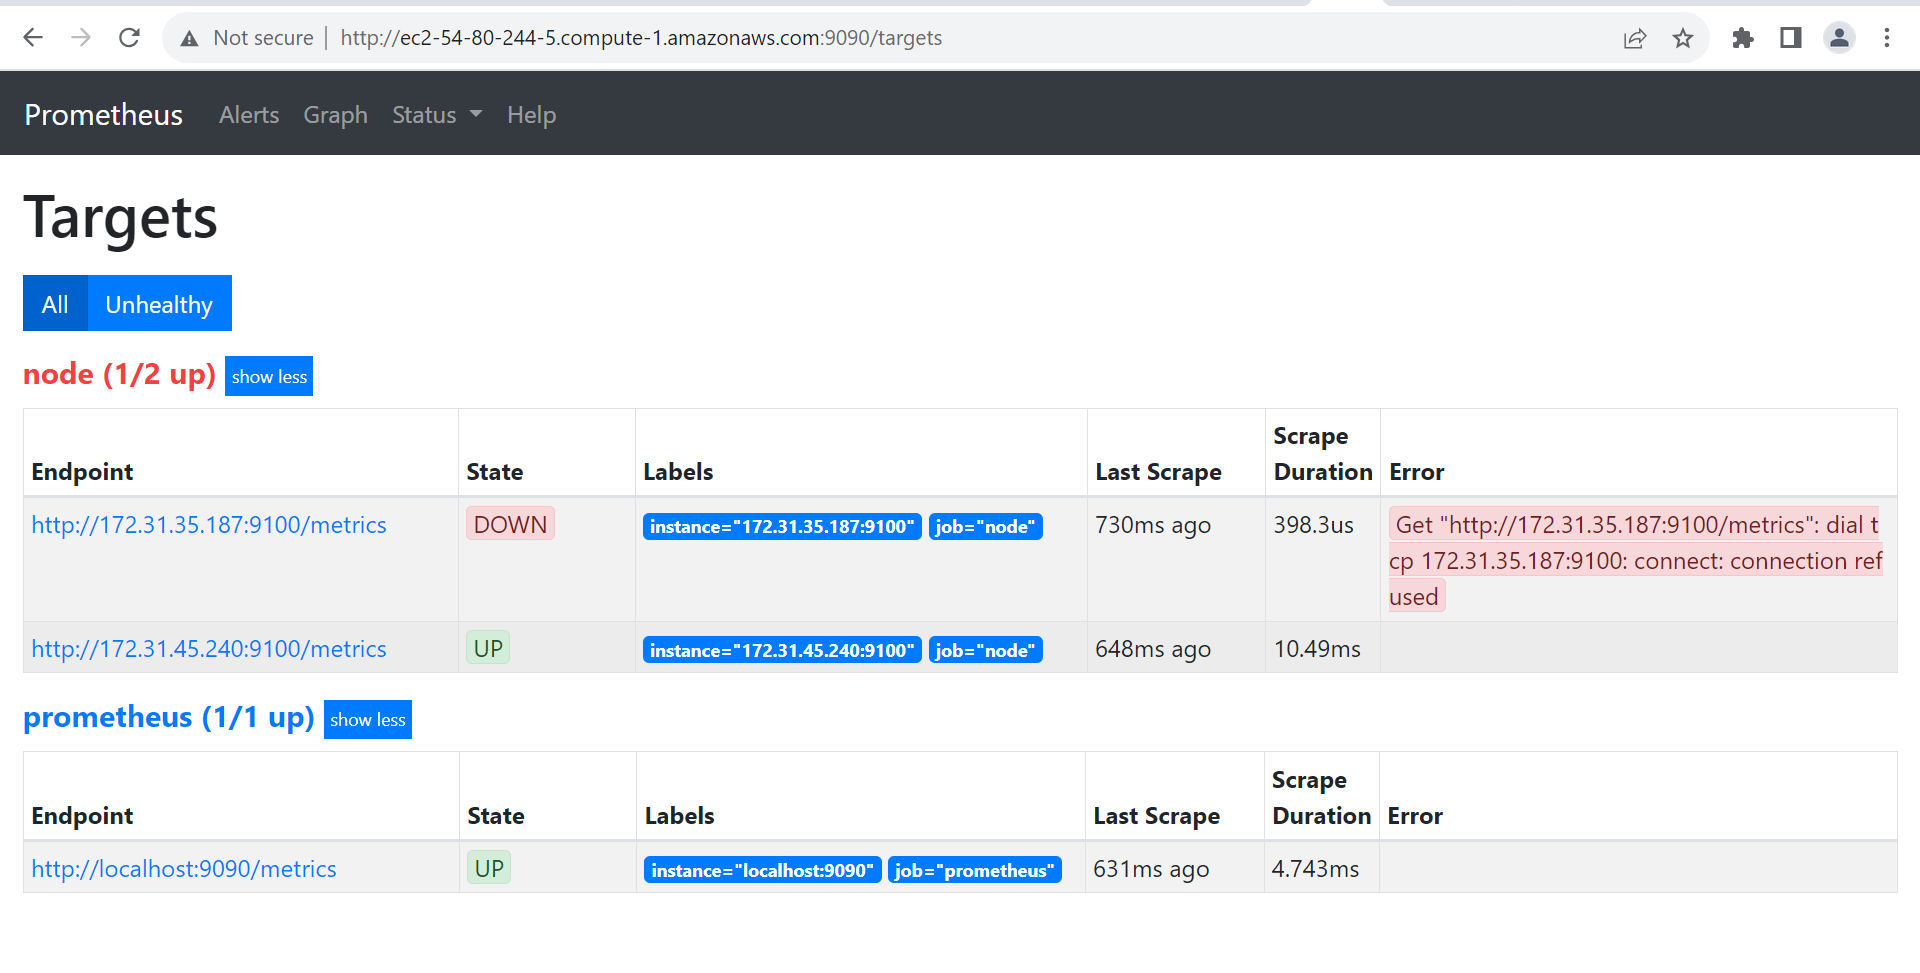 Not secure | http://ec2-54-80-244-5.compute-1.amazonaws.com:9090/targets
Prometheus Alerts Graph Status Help
Targets
All Unhealthy
node (1/2 up) show less
Endpoint State Labels Last Scrape Scrape Duration Error
http://172.31.35.187:9100/metrics DOWN instance="172.31.35.187:9100" job="node" 730ms ago 398.3us Get "http://172.31.35.187:9100/metrics": dial t
cp 172.31.35.187:9100: connect: connection ref
used
http://172.31.45.240:9100/metrics UP instance="172.31.45.240:9100" job="node" 648ms ago 10.49ms
prometheus (1/1 up) show less
Endpoint State Labels Last Scrape Scrape Duration Error
http://localhost:9090/metrics UP instance="localhost:9090" job="prometheus" 631ms ago 4.743ms